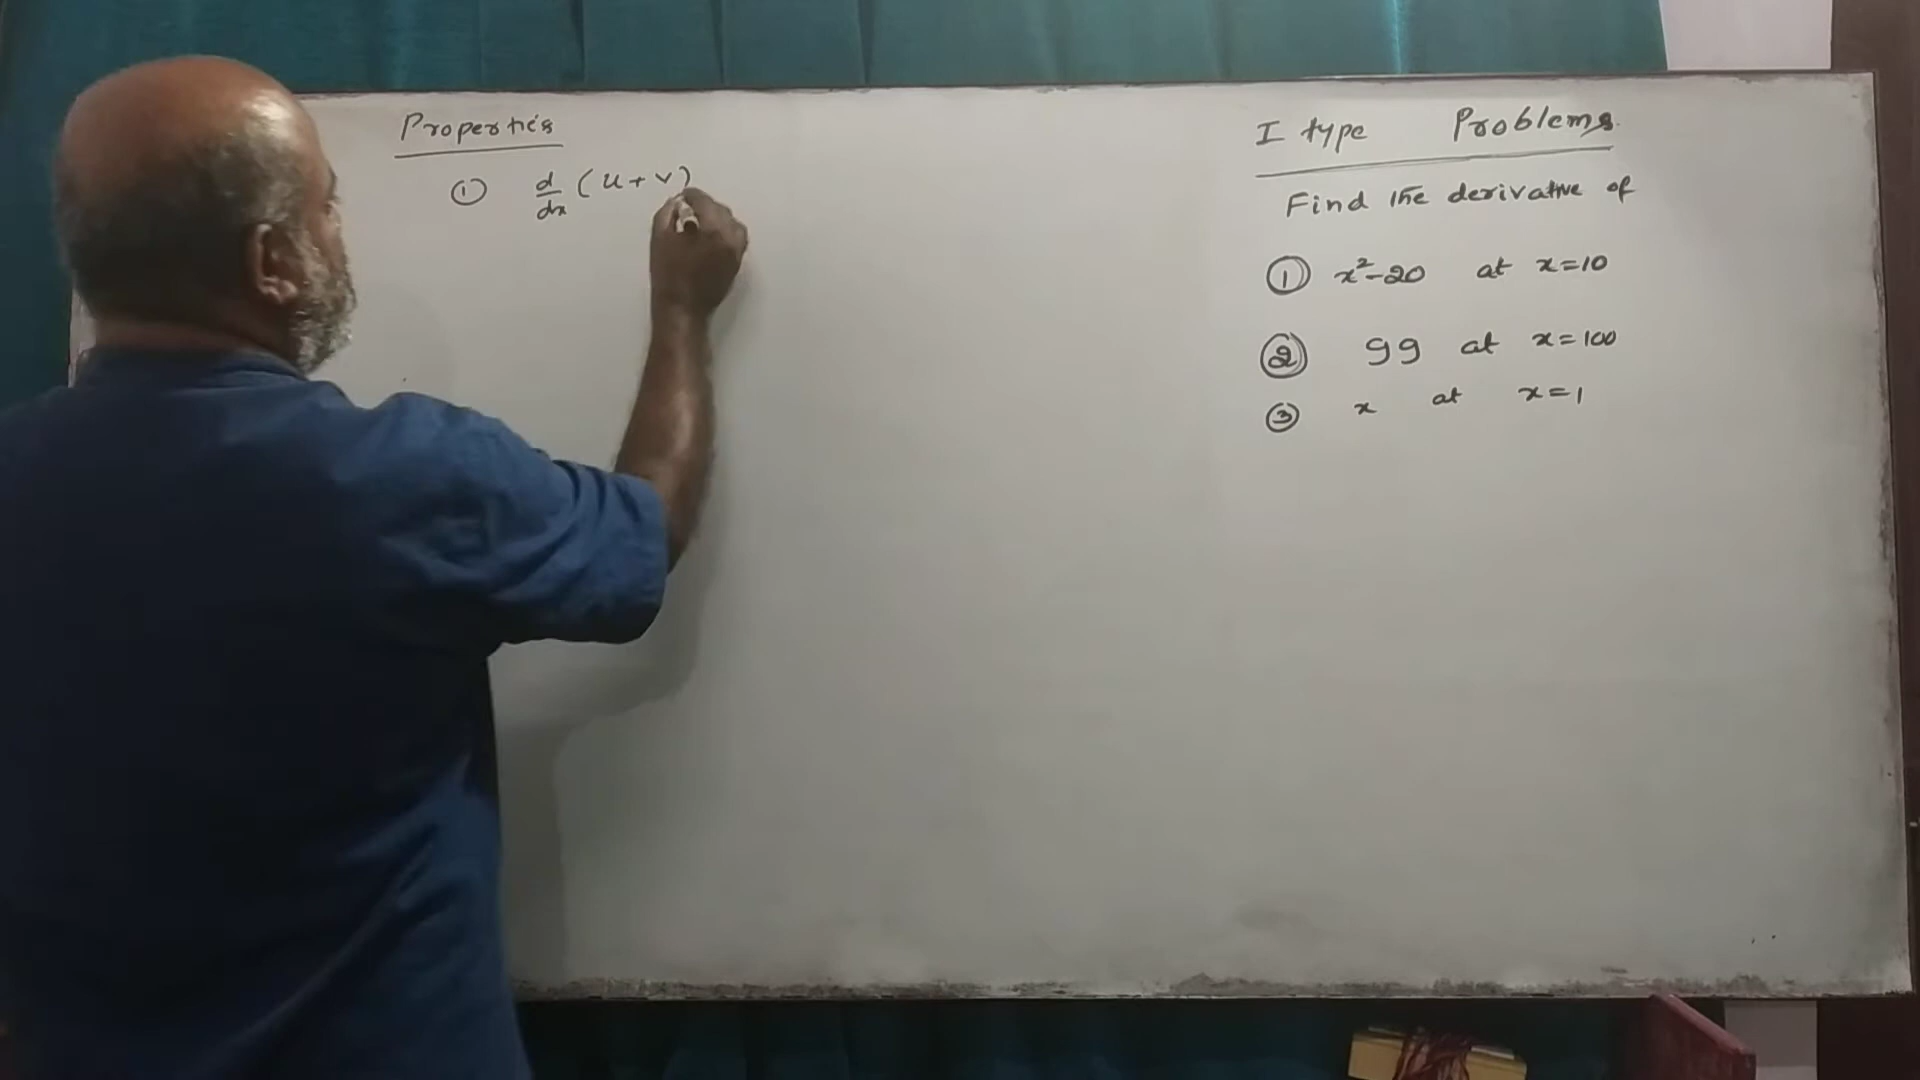 Properties
① d/dx (u+v)
I type Problems.
Find the derivative of
① x²-20 at x=10
② 99 at x=100
③ x at x=1